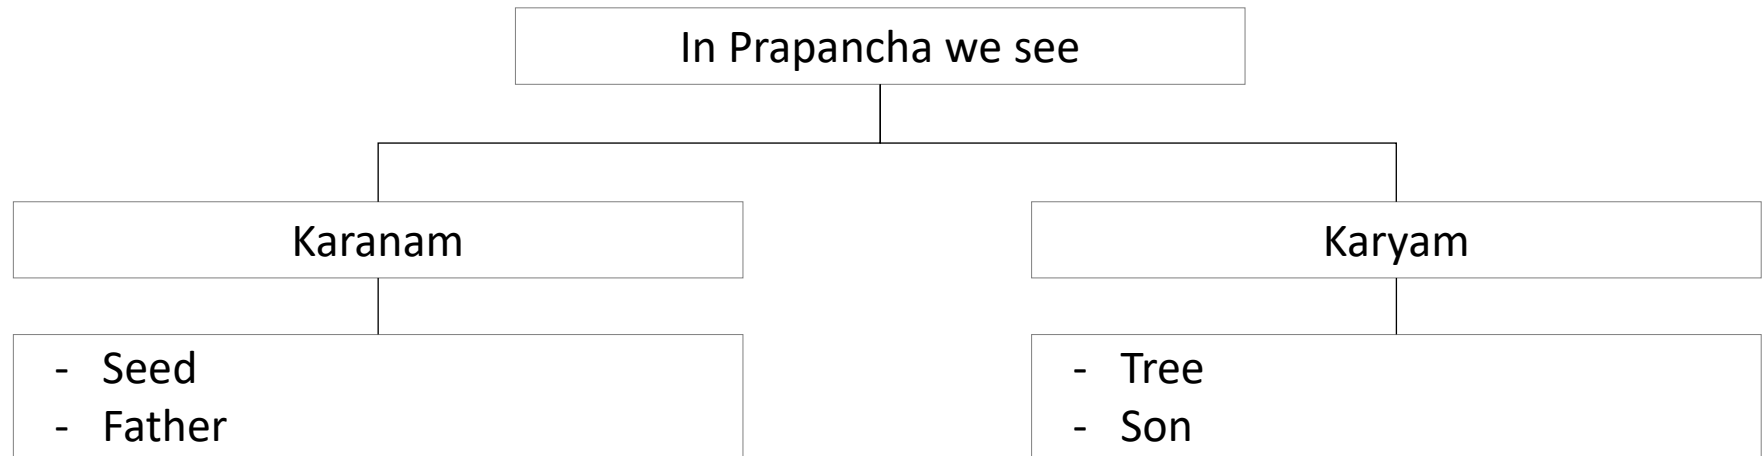 In Prapancha we see
Karanam
Karyam
- Seed
- Father
- Tree
- Son